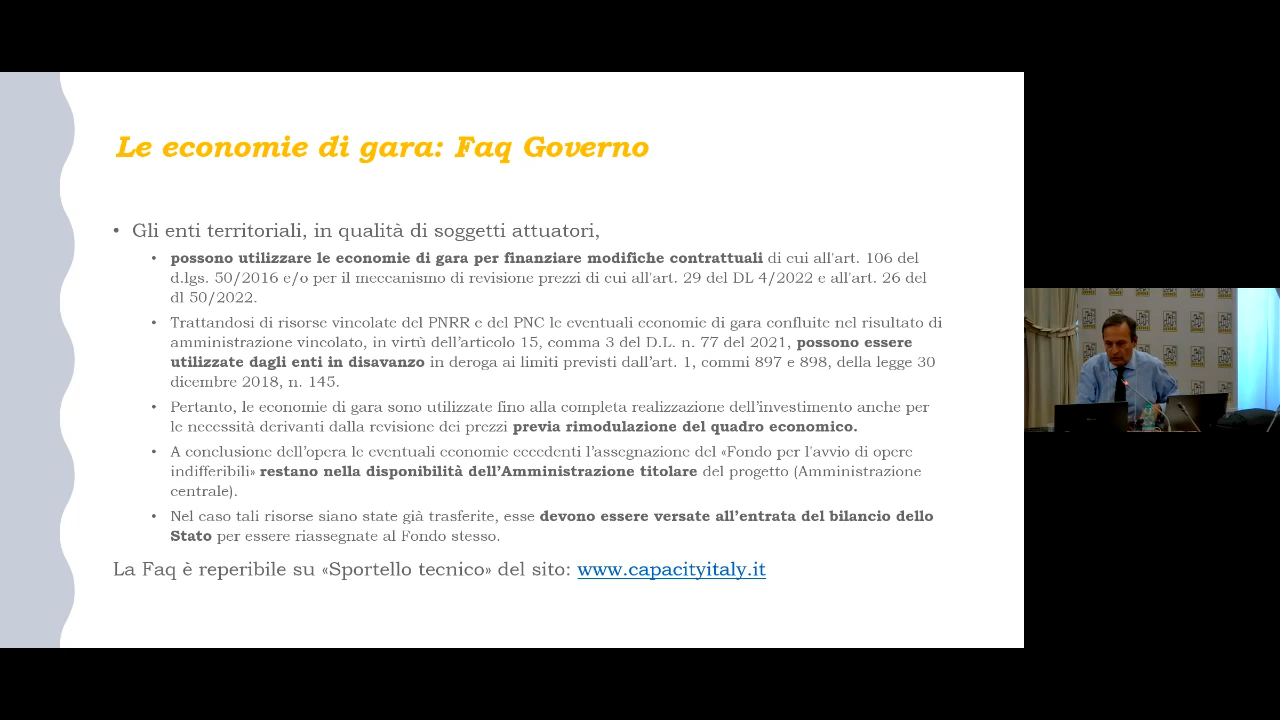 Le economie di gara: Faq Governo
• Gli enti territoriali, in qualità di soggetti attuatori,
• possono utilizzare le economie di gara per finanziare modifiche contrattuali di cui all'art. 106 del
d.lgs. 50/2016 e/o per il meccanismo di revisione prezzi di cui all'art. 29 del DL 4/2022 e all'art. 26 del
dl 50/2022.
• Trattandosi di risorse vincolate del PNRR e del PNC le eventuali economie di gara confluite nel risultato di
amministrazione vincolato, in virtù dell'articolo 15, comma 3 del D.L. n. 77 del 2021, possono essere
utilizzate dagli enti in disavanzo in deroga ai limiti previsti dall'art. 1, commi 897 e 898, della legge 30
dicembre 2018, n. 145.
• Pertanto, le economie di gara sono utilizzate fino alla completa realizzazione dell'investimento anche per
le necessità derivanti dalla revisione dei prezzi previa rimodulazione del quadro economico.
• A conclusione dell'opera le eventuali economie eccedenti l'assegnazione del «Fondo per l'avvio di opere
indifferibili» restano nella disponibilità dell'Amministrazione titolare del progetto (Amministrazione
centrale).
• Nel caso tali risorse siano state già trasferite, esse devono essere versate all'entrata del bilancio dello
Stato per essere riassegnate al Fondo stesso.
La Faq è reperibile su «Sportello tecnico» del sito: www.capacityitaly.it